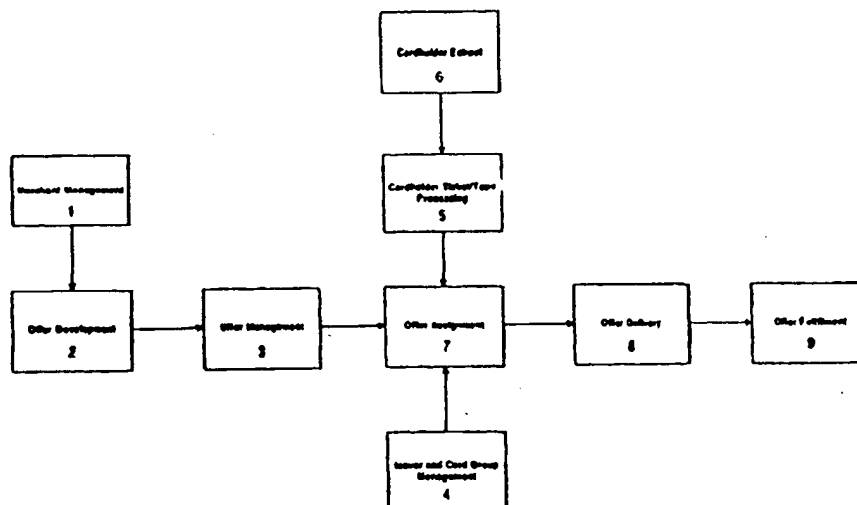 Cardholder Extract
6
Merchant Management
1
Cardholder Status/Type
Processing
5
Offer Development
2
Offer Management
3
Offer Assignment
7
Offer Delivery
8
Offer Fulfillment
9
Issuer and Card Group
Management
4